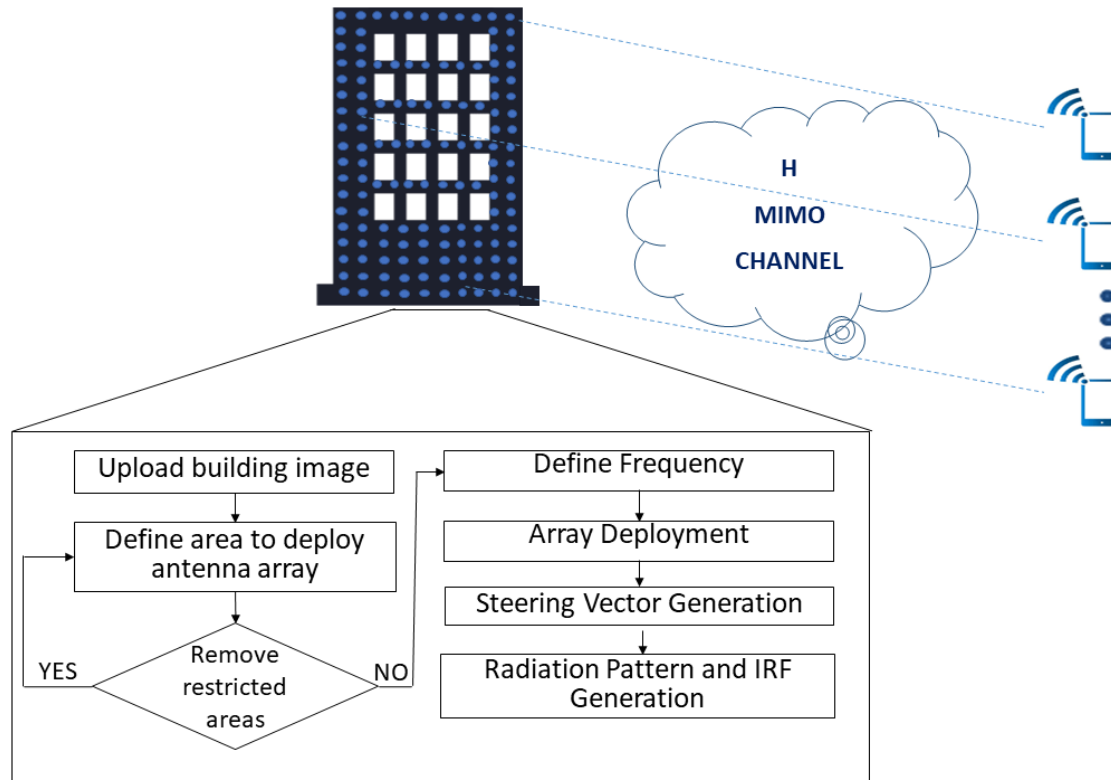 H
MIMO
CHANNEL
Upload building image
Define area to deploy
antenna array
YES
Remove
restricted
areas
NO
Define Frequency
Array Deployment
Steering Vector Generation
Radiation Pattern and IRF
Generation